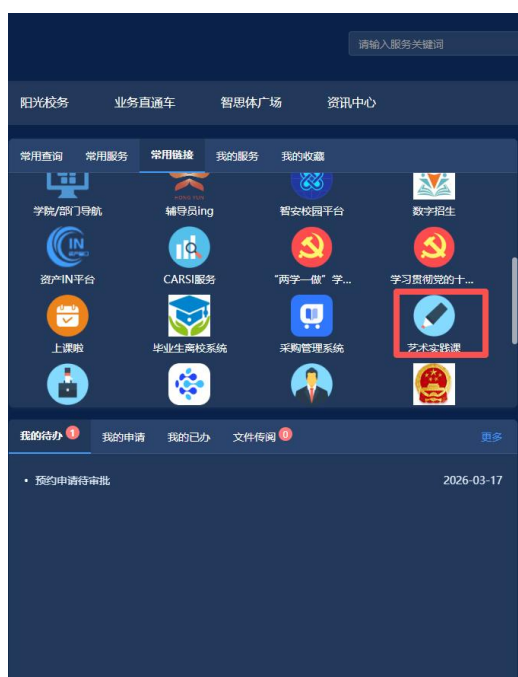 请输入服务关键词
阳光校务 业务直通车 智思体广场 资讯中心
常用查询 常用服务 常用链接 我的服务 我的收藏
学院/部门导航 辅导员ing 智安校园平台 数字招生
IN
资产IN平台 CARSI服务 “两学一做”学... 学习贯彻党的十...
上课啦 毕业生离校系统 采购管理系统 艺术实践课
我的待办 1 我的申请 我的已办 文件传阅 0 更多
• 预约申请待审批 2026-03-17